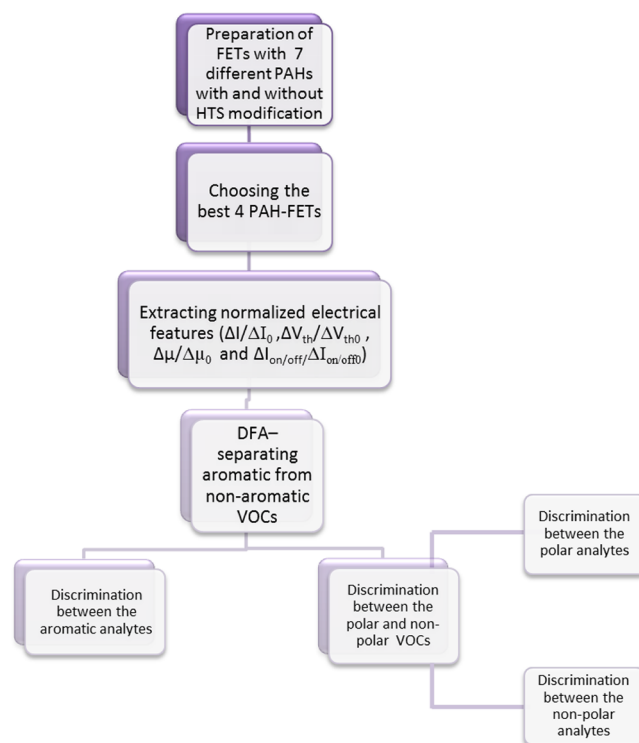 Preparation of
FETs with 7
different PAHs
with and without
HTS modification
Choosing the
best 4 PAH-FETs
Extracting normalized electrical
features (ΔI/ΔI₀ ,ΔVth/ΔVth0 ,
Δμ/Δμ₀ and ΔIon/off/ΔIon/off0)
DFA–
separating
aromatic from
non-aromatic
VOCs
Discrimination
between the
aromatic analytes
Discrimination
between the
polar and non-
polar VOCs
Discrimination
between the
polar analytes
Discrimination
between the
non-polar
analytes